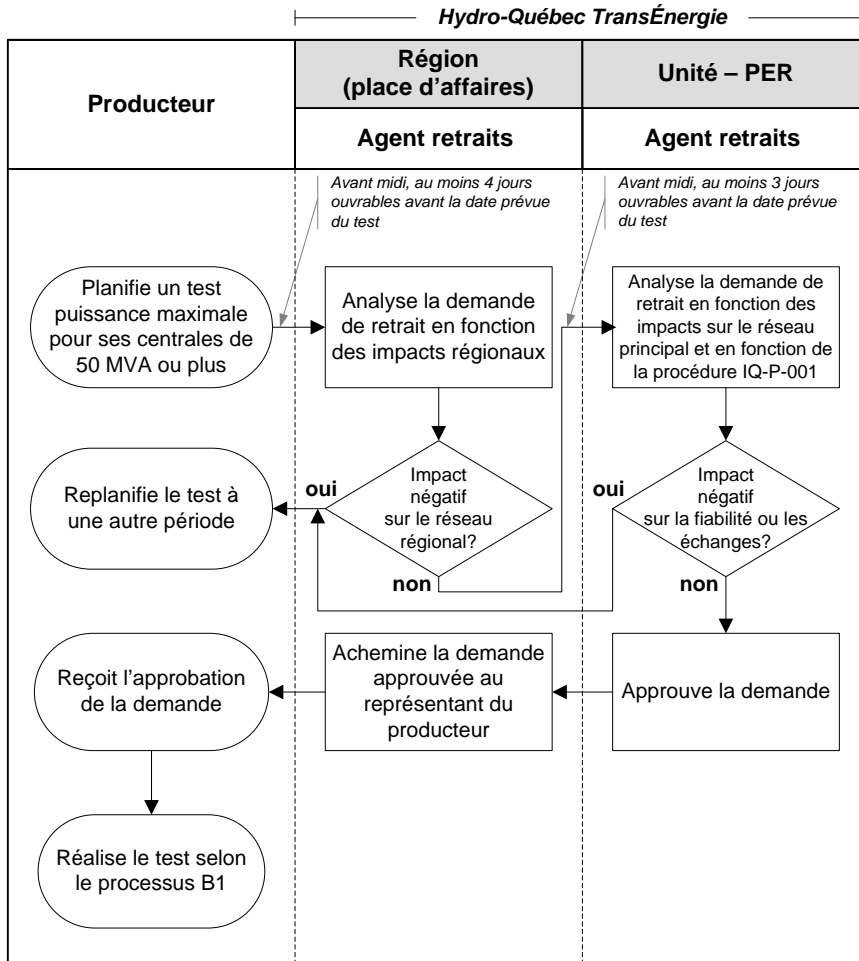 Hydro-Québec TransÉnergie
Producteur
Région
(place d’affaires)
Unité – PER
Agent retraits
Agent retraits
Avant midi, au moins 4 jours
ouvrables avant la date prévue
du test
Avant midi, au moins 3 jours
ouvrables avant la date prévue
du test
Planifie un test
puissance maximale
pour ses centrales de
50 MVA ou plus
Analyse la demande
de retrait en fonction
des impacts régionaux
Analyse la demande de
retrait en fonction des
impacts sur le réseau
principal et en fonction de
la procédure IQ-P-001
Replanifie le test à
une autre période
oui
Impact
négatif
sur le réseau
régional?
non
oui
Impact
négatif
sur la fiabilité ou les
échanges?
non
Reçoit l’approbation
de la demande
Achemine la demande
approuvée au
représentant du
producteur
Approuve la demande
Réalise le test selon
le processus B1